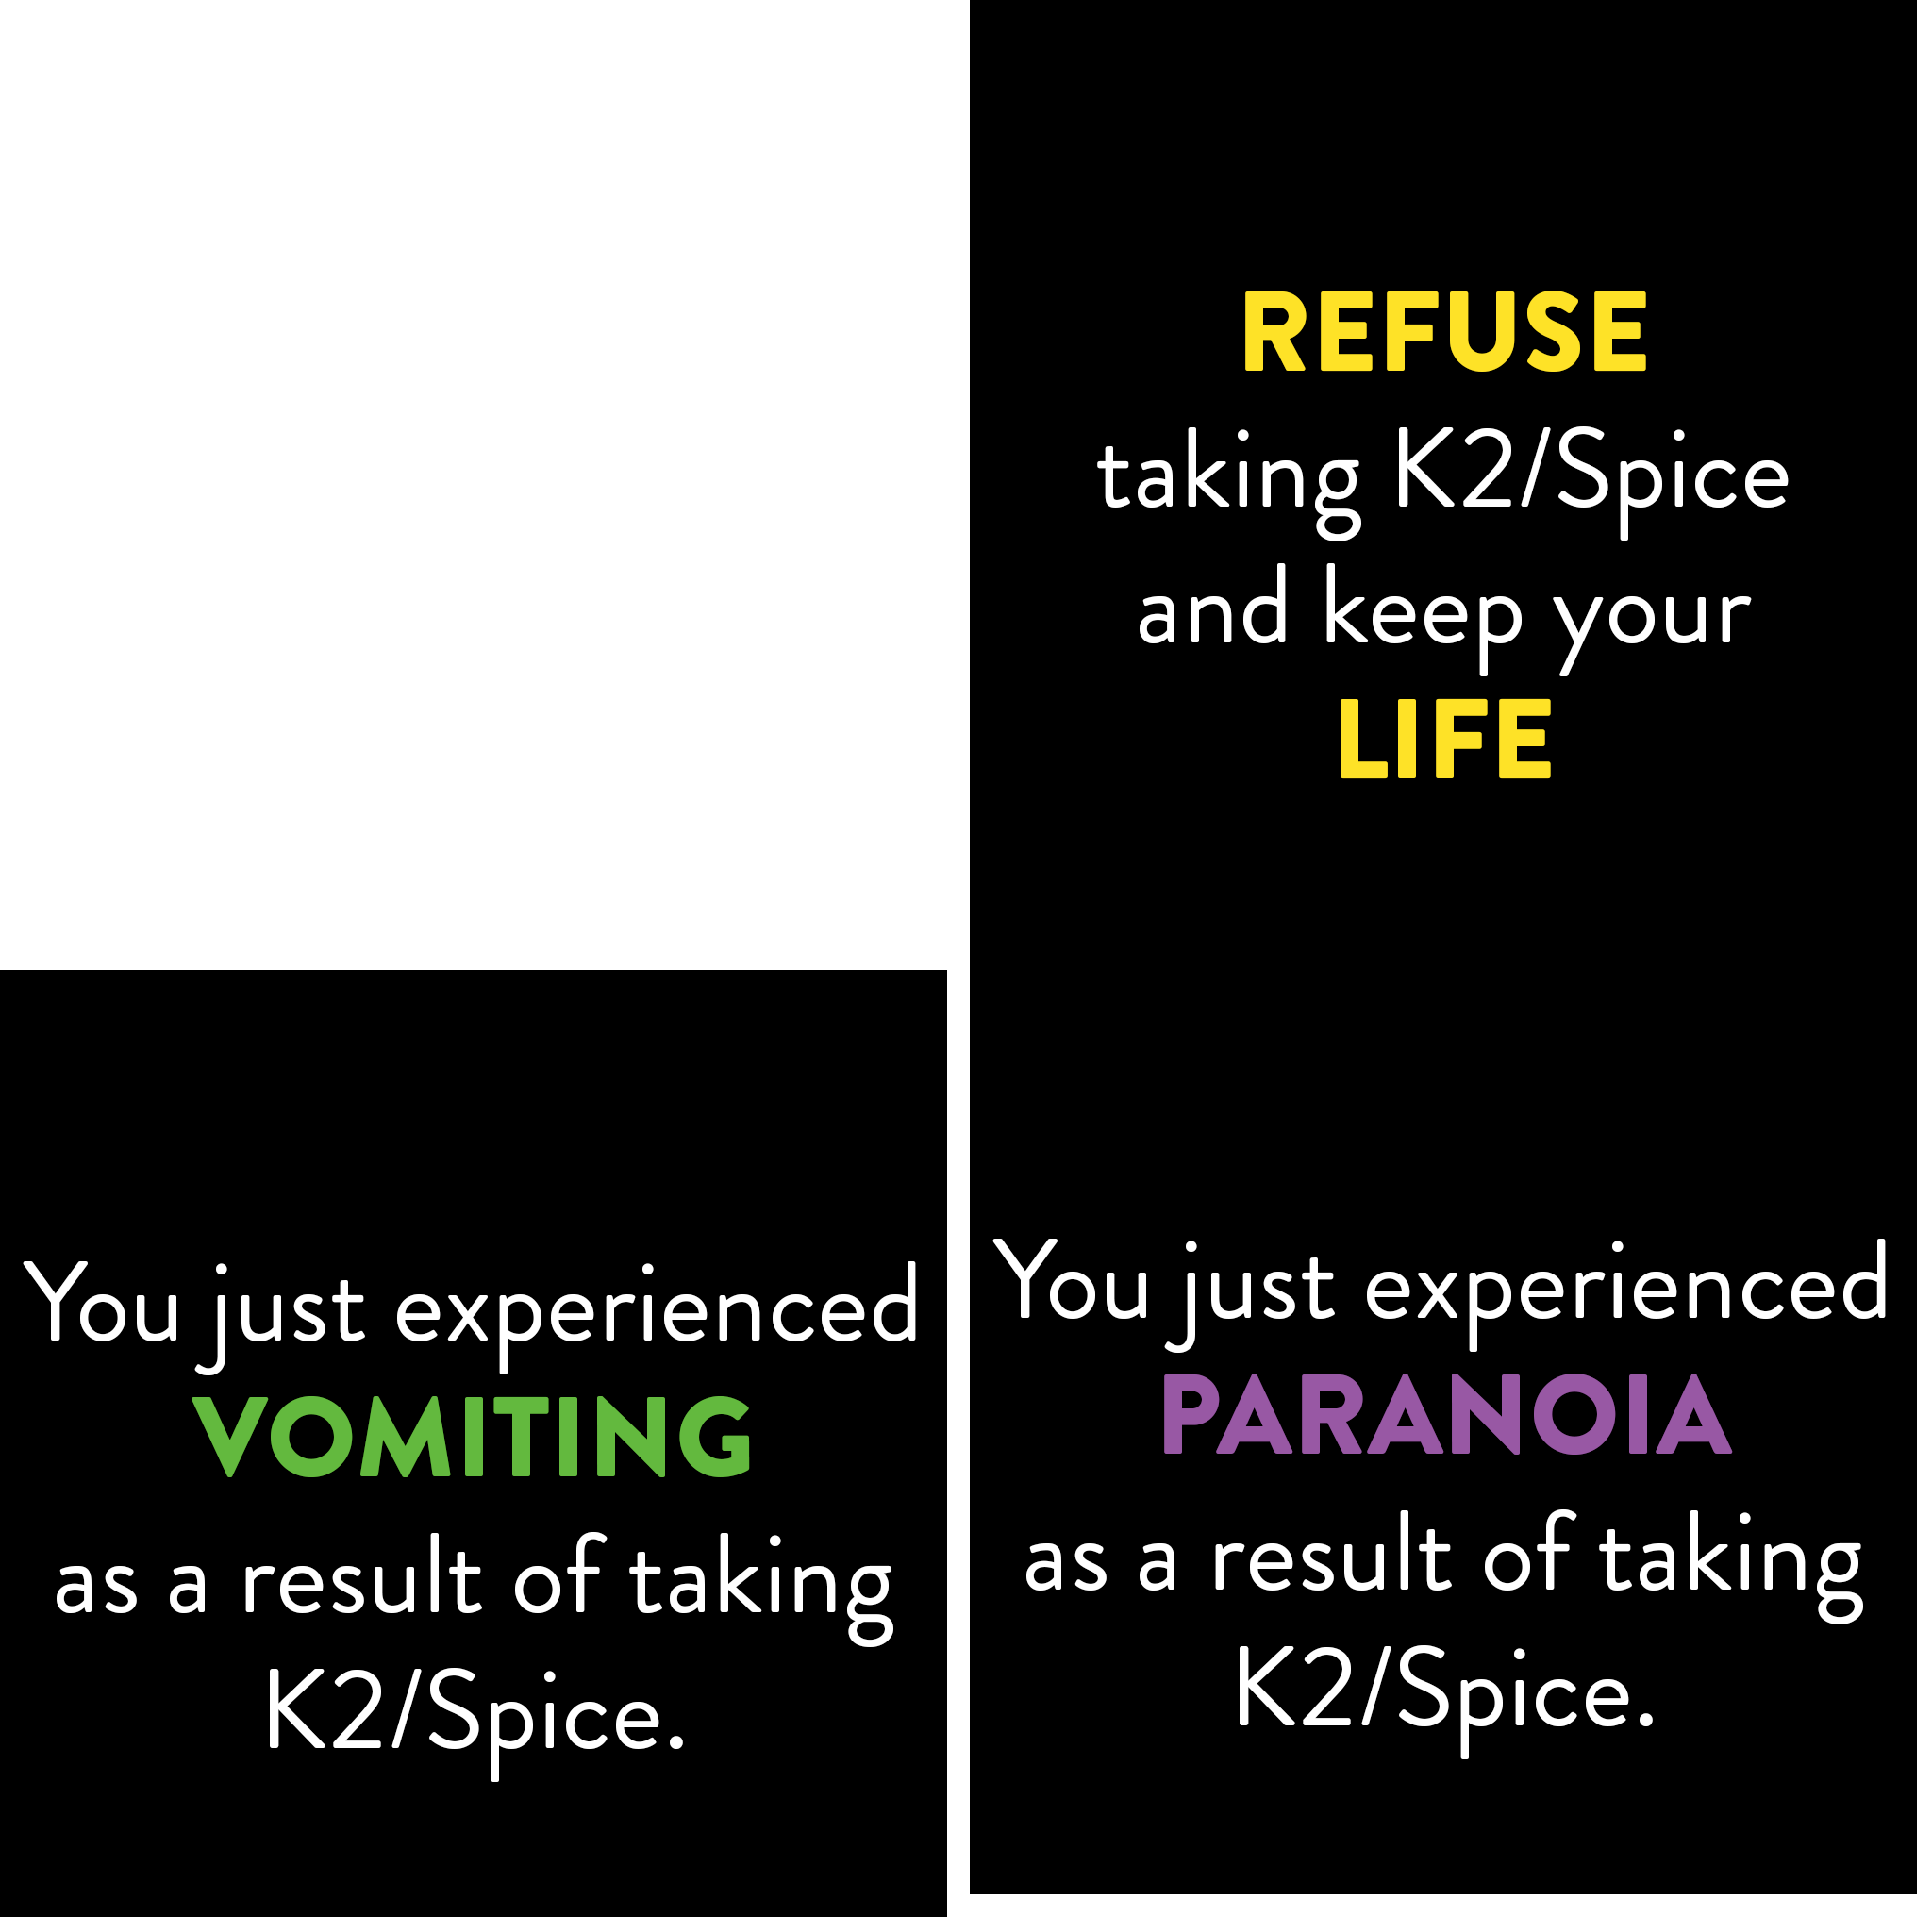 REFUSE
taking K2/Spice
and keep your
LIFE
You just experienced
VOMITING
as a result of taking
K2/Spice.
You just experienced
PARANOIA
as a result of taking
K2/Spice.